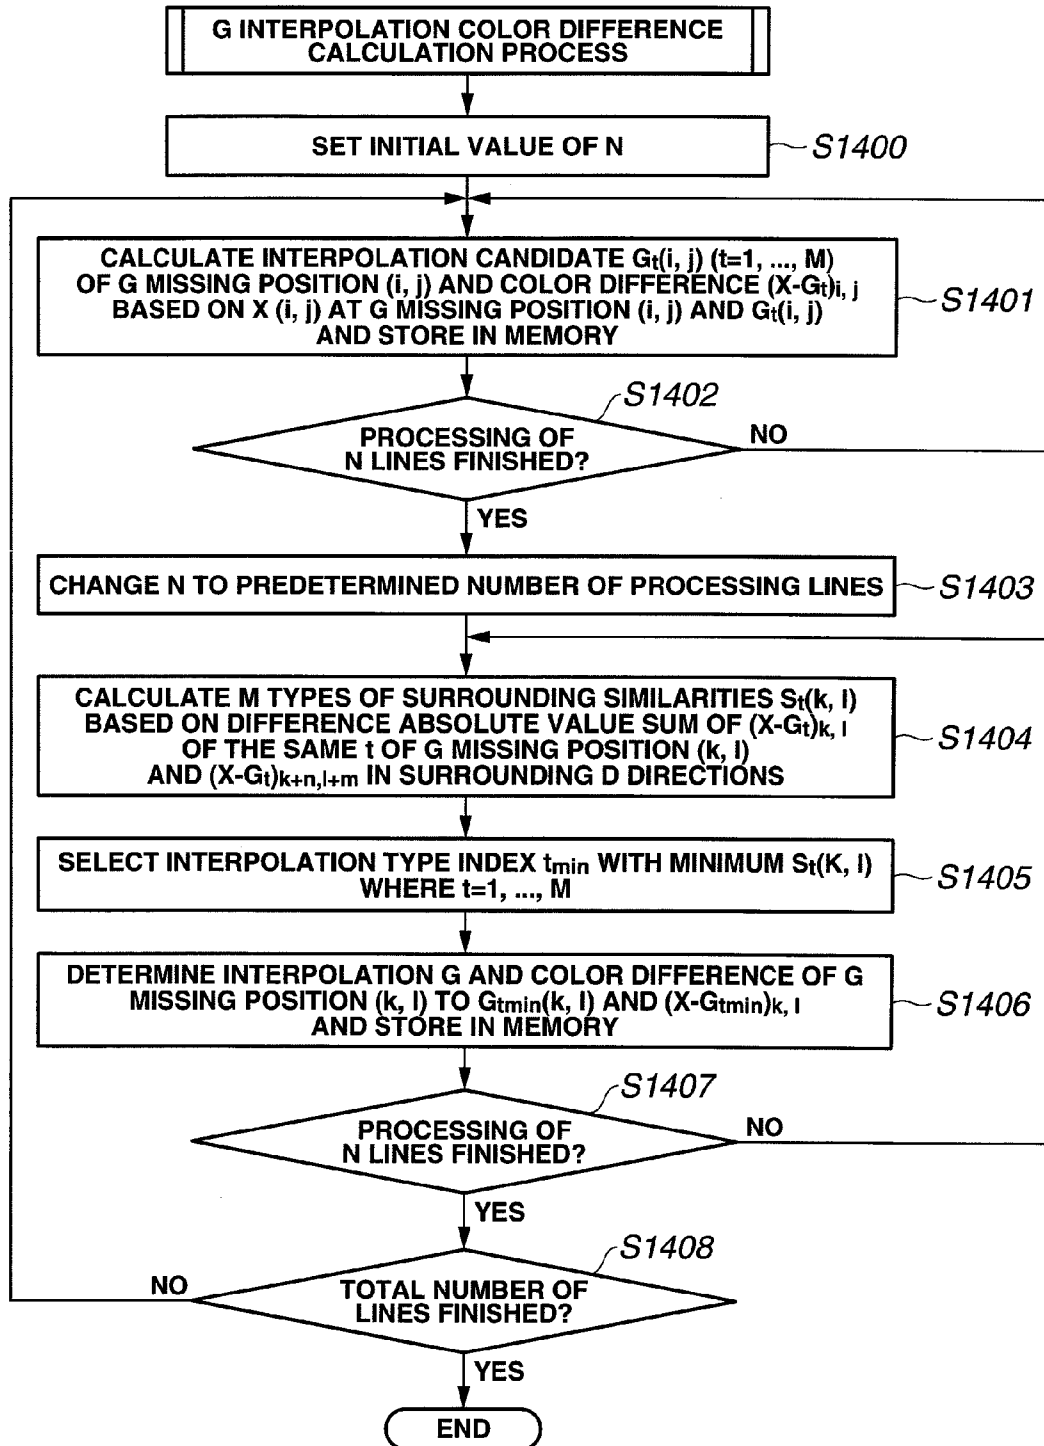 G INTERPOLATION COLOR DIFFERENCE
CALCULATION PROCESS
SET INITIAL VALUE OF N
S1400
CALCULATE INTERPOLATION CANDIDATE Gt(i, j) (t=1, ..., M)
OF G MISSING POSITION (i, j) AND COLOR DIFFERENCE (X-Gt)i, j
BASED ON X (i, j) AT G MISSING POSITION (i, j) AND Gt(i, j)
AND STORE IN MEMORY
S1401
S1402
PROCESSING OF
N LINES FINISHED?
NO
YES
CHANGE N TO PREDETERMINED NUMBER OF PROCESSING LINES
S1403
CALCULATE M TYPES OF SURROUNDING SIMILARITIES St(k, l)
BASED ON DIFFERENCE ABSOLUTE VALUE SUM OF (X-Gt)k, l
OF THE SAME t OF G MISSING POSITION (k, l)
AND (X-Gt)k+n,l+m IN SURROUNDING D DIRECTIONS
S1404
SELECT INTERPOLATION TYPE INDEX tmin WITH MINIMUM St(K, l)
WHERE t=1, ..., M
S1405
DETERMINE INTERPOLATION G AND COLOR DIFFERENCE OF G
MISSING POSITION (k, l) TO Gtmin(k, l) AND (X-Gtmin)k, l
AND STORE IN MEMORY
S1406
S1407
PROCESSING OF
N LINES FINISHED?
NO
YES
S1408
NO
TOTAL NUMBER OF
LINES FINISHED?
YES
END